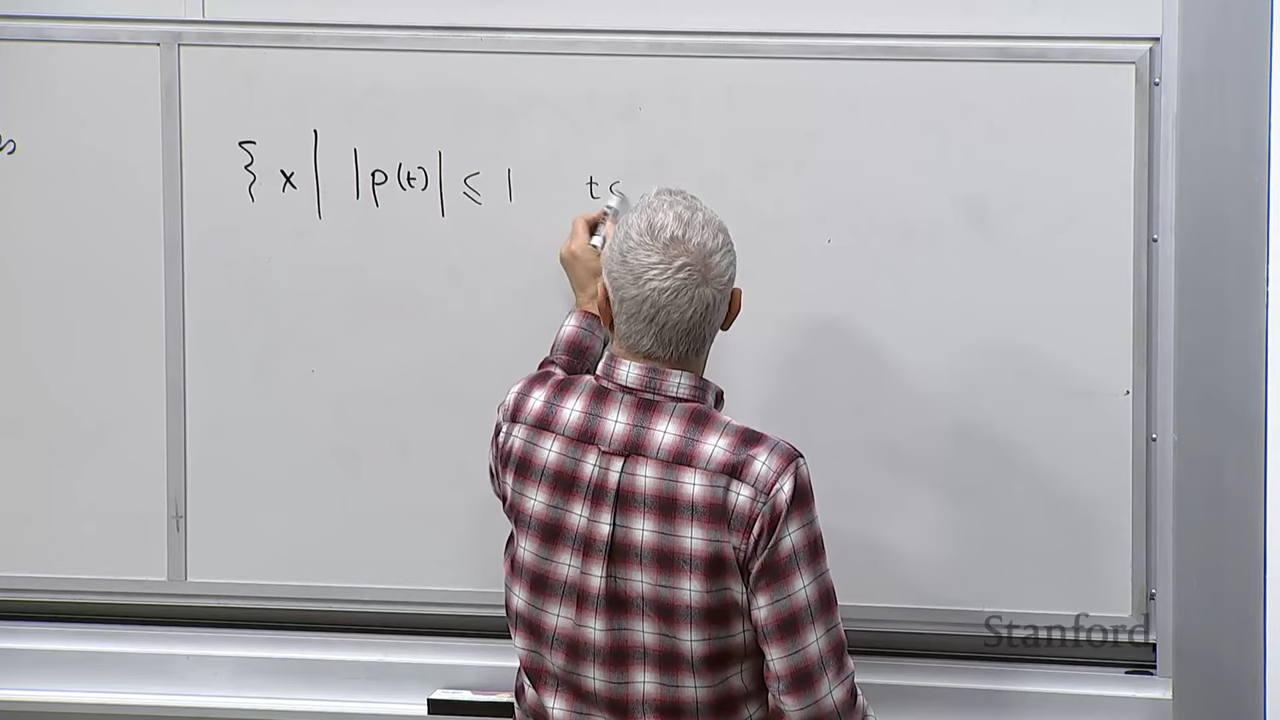 { x | |p(t)| ≤ 1 t
Stanford